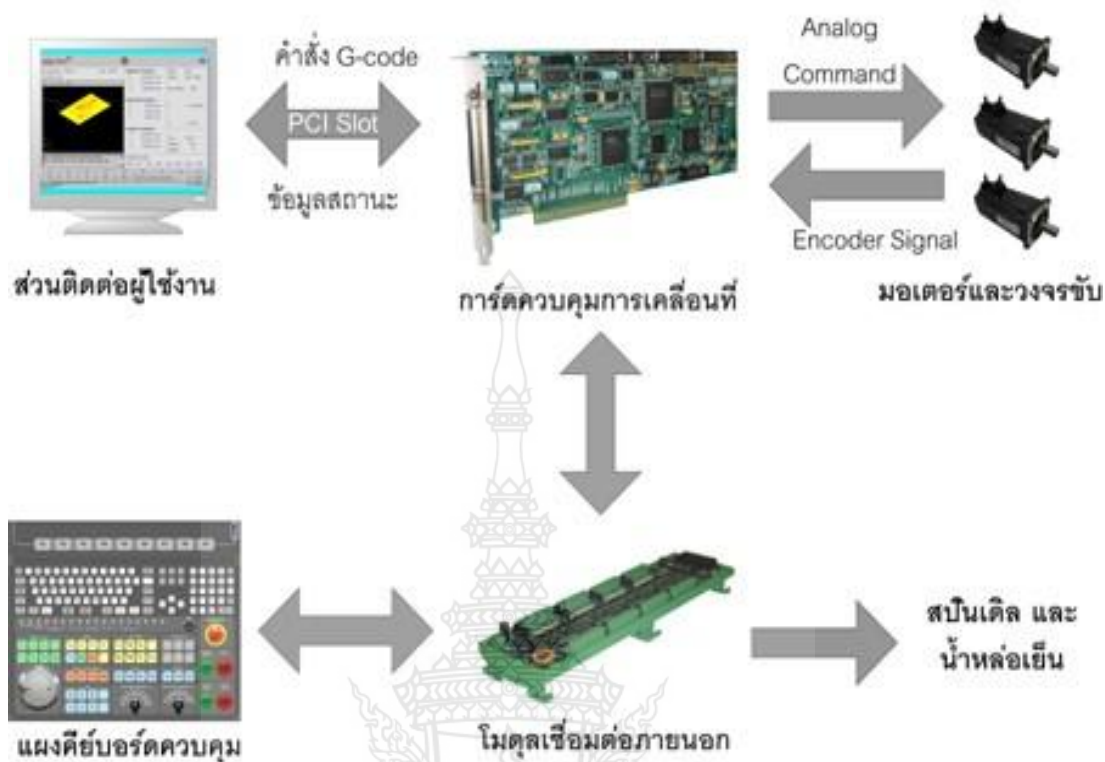 คำสั่ง G-code
PCI Slot
ข้อมูลสถานะ
Analog
Command
Encoder Signal
ส่วนติดต่อผู้ใช้งาน
การ์ดควบคุมการเคลื่อนที่
มอเตอร์และวงจรขับ
สปินเดิล และ
น้ำหล่อเย็น
แผงคีย์บอร์ดควบคุม
โมดุลเชื่อมต่อภายนอก